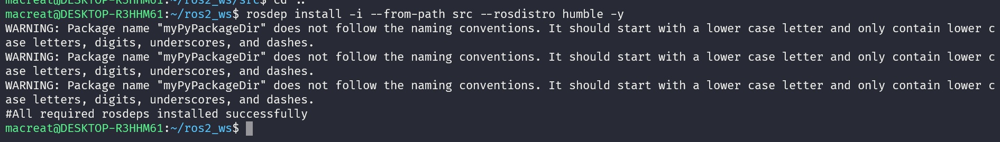 macreat@DESKTOP-R3HHM61:~/ros2_ws/src$ cd ..
macreat@DESKTOP-R3HHM61:~/ros2_ws$ rosdep install -i --from-path src --rosdistro humble -y
WARNING: Package name "myPyPackageDir" does not follow the naming conventions. It should start with a lower case letter and only contain lower c
ase letters, digits, underscores, and dashes.
WARNING: Package name "myPyPackageDir" does not follow the naming conventions. It should start with a lower case letter and only contain lower c
ase letters, digits, underscores, and dashes.
WARNING: Package name "myPyPackageDir" does not follow the naming conventions. It should start with a lower case letter and only contain lower c
ase letters, digits, underscores, and dashes.
#All required rosdeps installed successfully
macreat@DESKTOP-R3HHM61:~/ros2_ws$